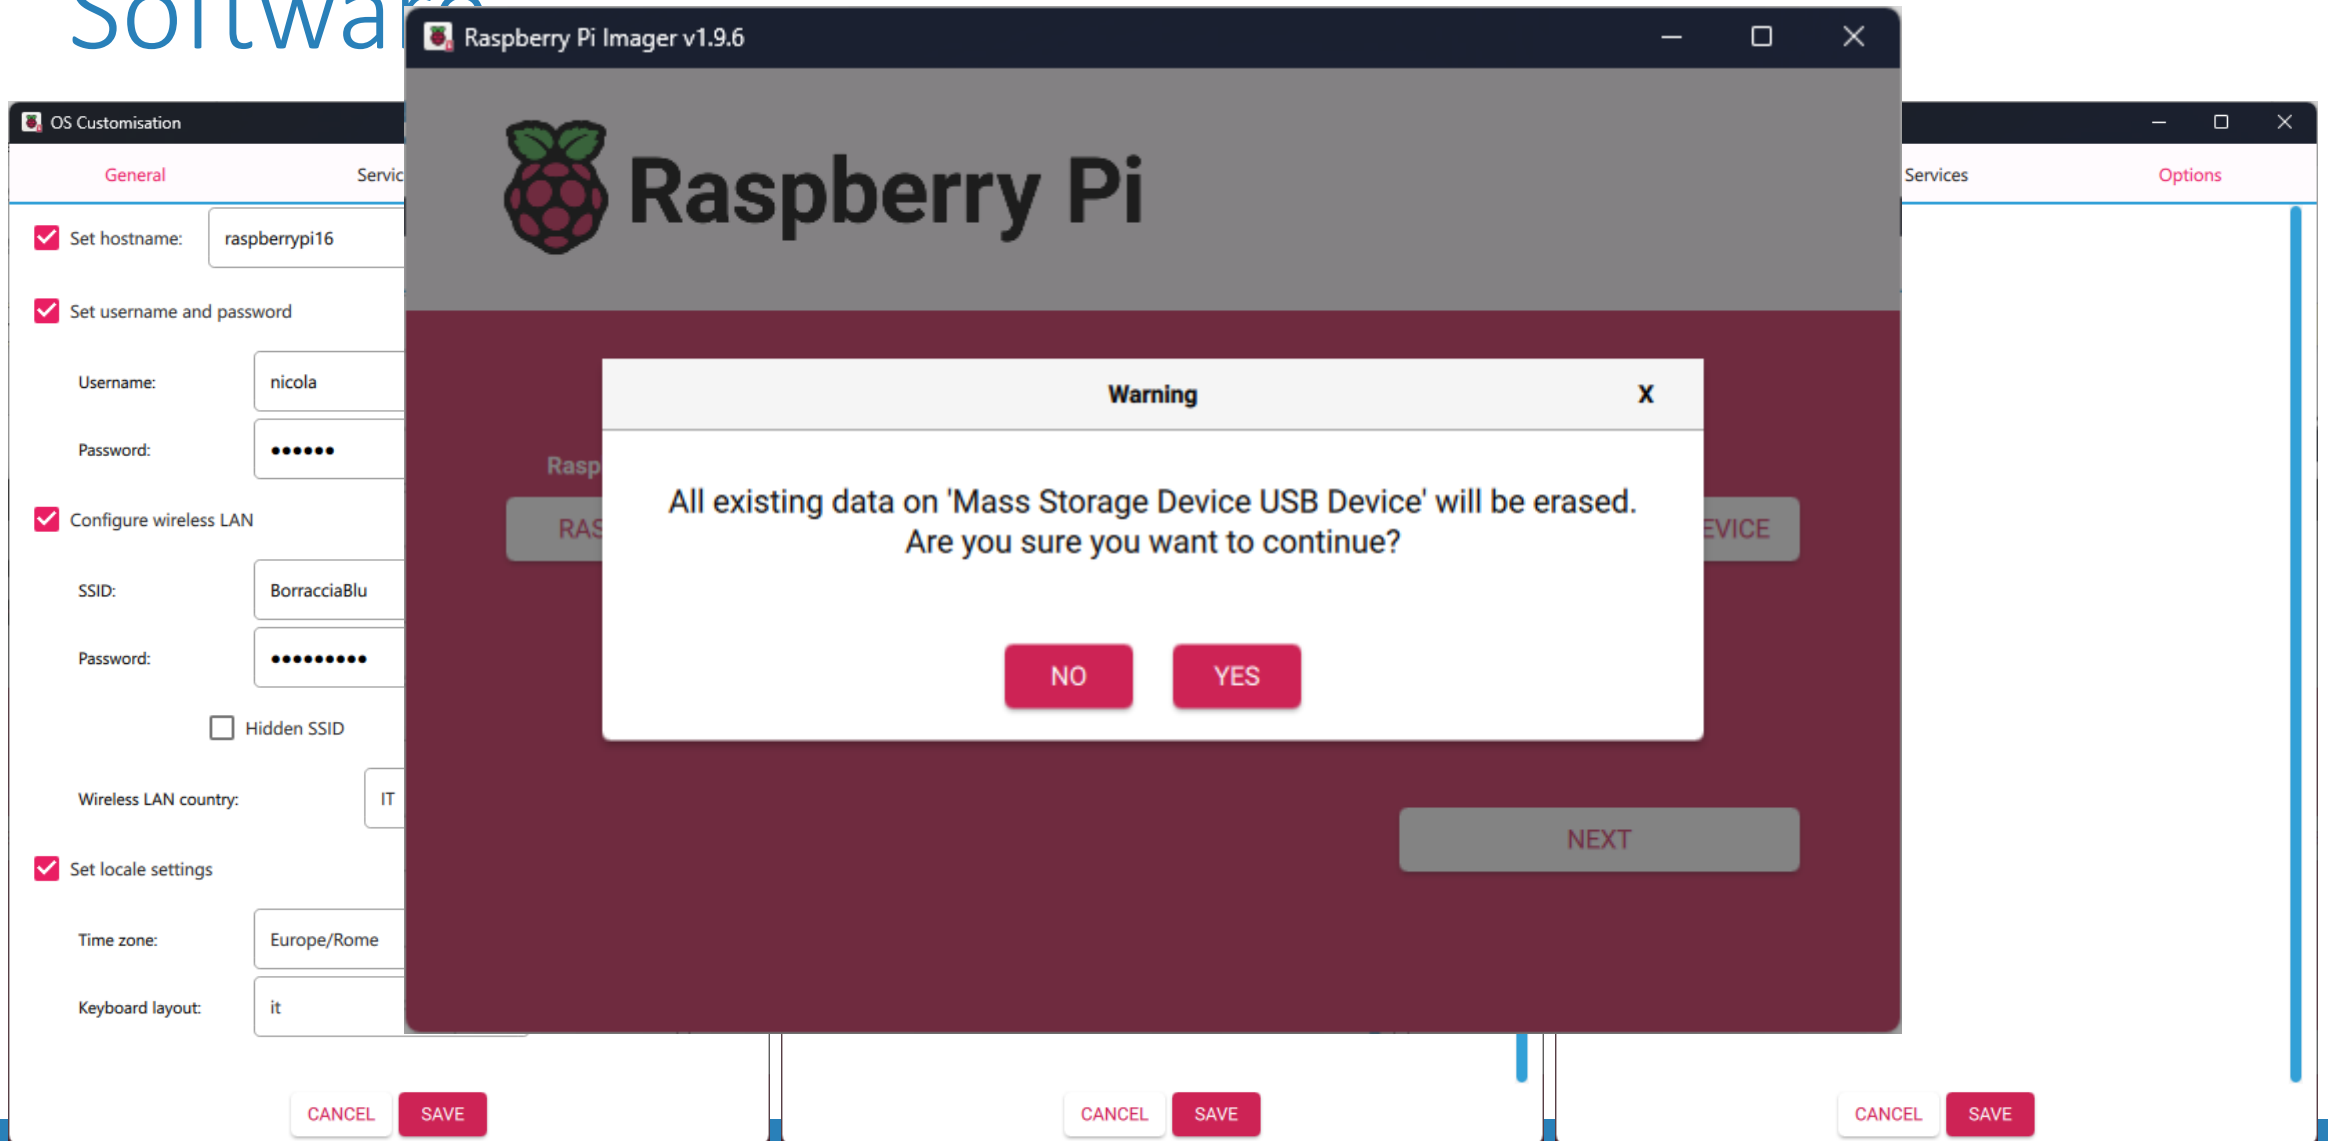 Softwar
Raspberry Pi Imager v1.9.6
OS Customisation
General
Servic
Set hostname:
raspberrypi16
Set username and password
Username:
nicola
Password:
••••••
Configure wireless LAN
SSID:
BorracciaBlu
Password:
•••••••••
Hidden SSID
Wireless LAN country:
IT
Set locale settings
Time zone:
Europe/Rome
Keyboard layout:
it
CANCEL
SAVE
Raspberry Pi
Rasp
RAS
EVICE
Warning
X
All existing data on 'Mass Storage Device USB Device' will be erased.
Are you sure you want to continue?
NO
YES
NEXT
CANCEL
SAVE
Services
Options
CANCEL
SAVE